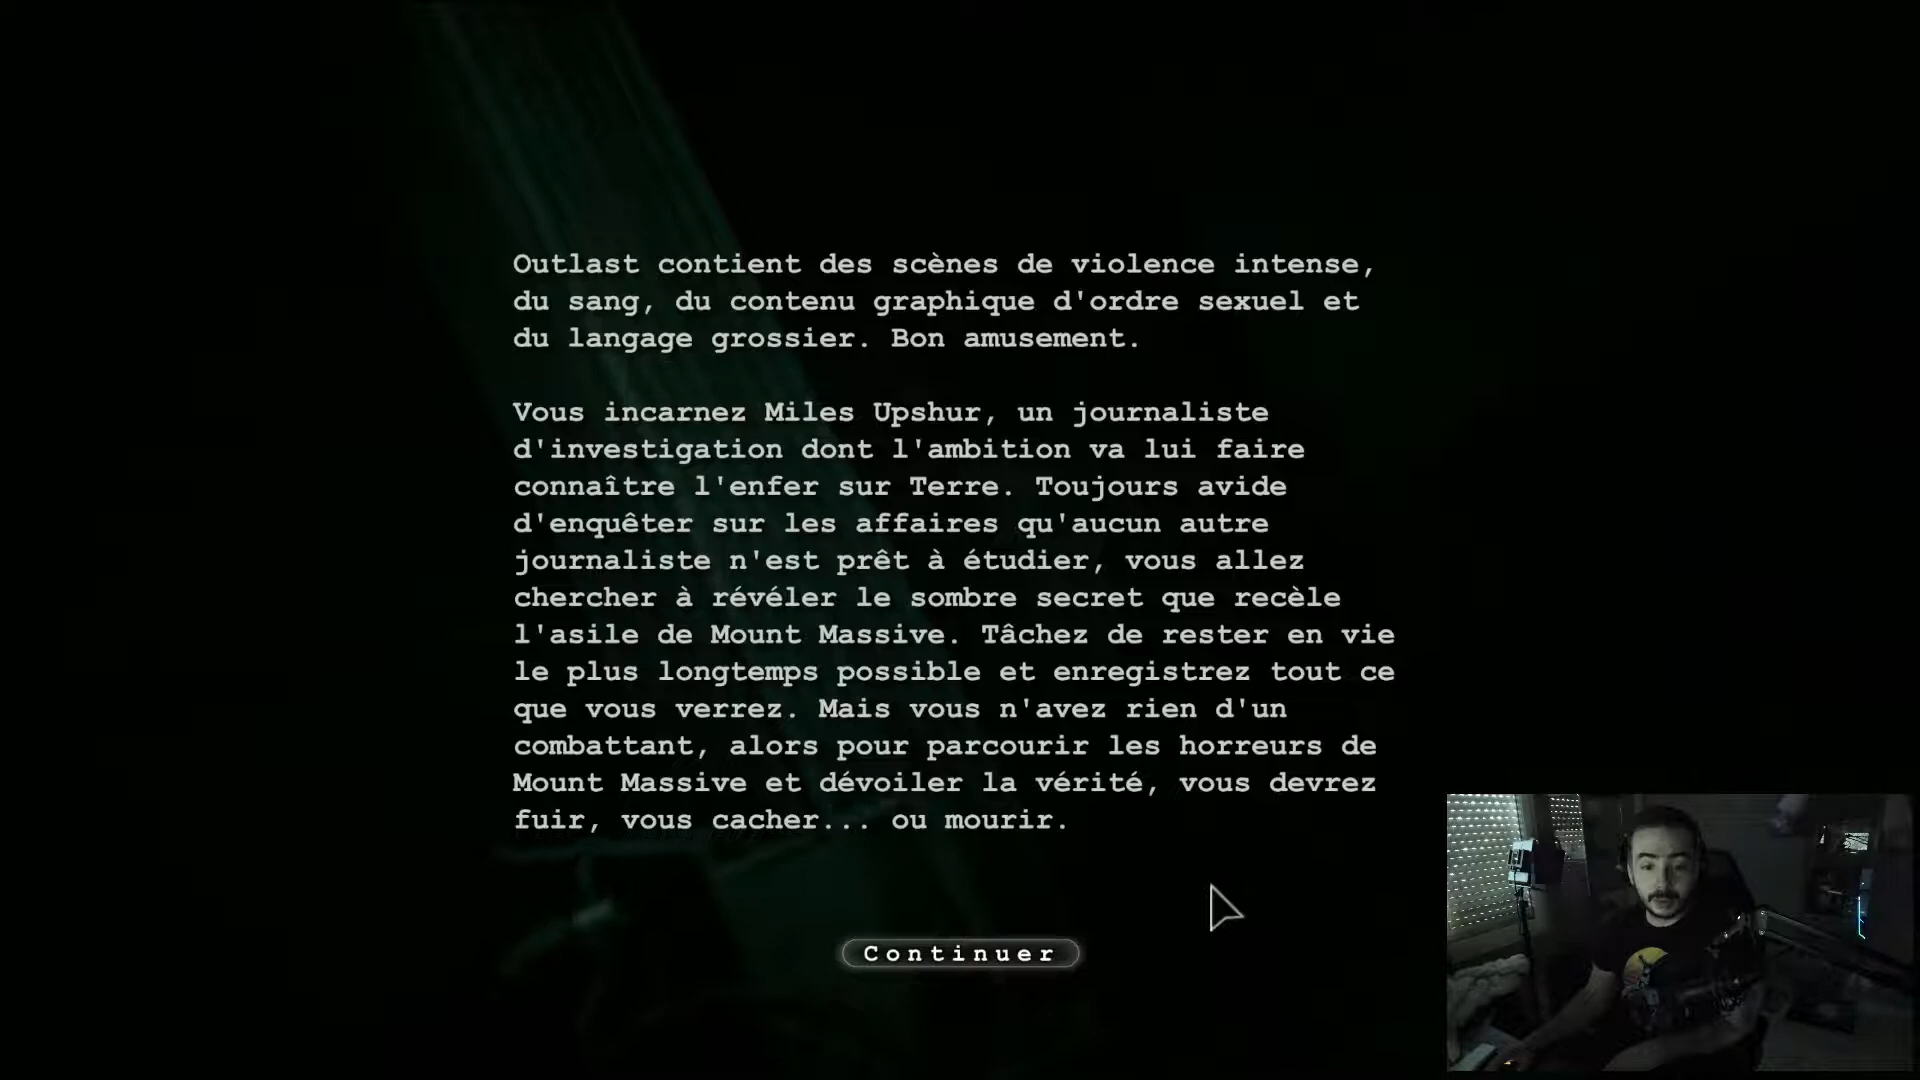 Outlast contient des scènes de violence intense,
du sang, du contenu graphique d'ordre sexuel et
du langage grossier. Bon amusement.
Vous incarnez Miles Upshur, un journaliste
d'investigation dont l'ambition va lui faire
connaître l'enfer sur Terre. Toujours avide
d'enquêter sur les affaires qu'aucun autre
journaliste n'est prêt à étudier, vous allez
chercher à révéler le sombre secret que recèle
l'asile de Mount Massive. Tâchez de rester en vie
le plus longtemps possible et enregistrez tout ce
que vous verrez. Mais vous n'avez rien d'un
combattant, alors pour parcourir les horreurs de
Mount Massive et dévoiler la vérité, vous devrez
fuir, vous cacher... ou mourir.
Continuer